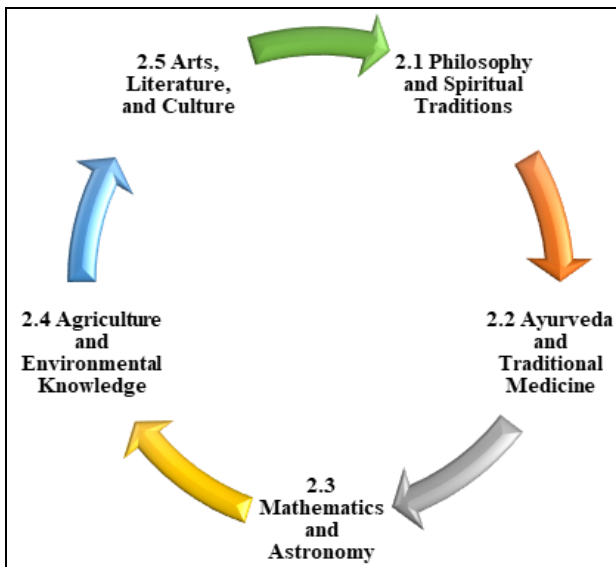 2.1 Philosophy
and Spiritual
Traditions
2.2 Ayurveda
and
Traditional
Medicine
2.3
Mathematics
and
Astronomy
2.4 Agriculture
and
Environmental
Knowledge
2.5 Arts,
Literature,
and Culture